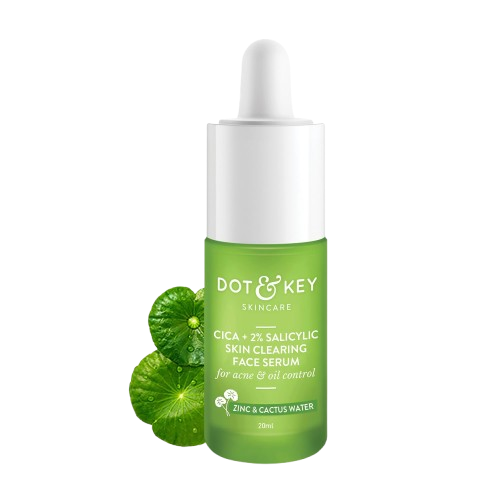 DOT & KEY
SKINCARE
CICA + 2% SALICYLIC
SKIN CLEARING
FACE SERUM
for acne & oil control
ZINC & CACTUS WATER
20ml